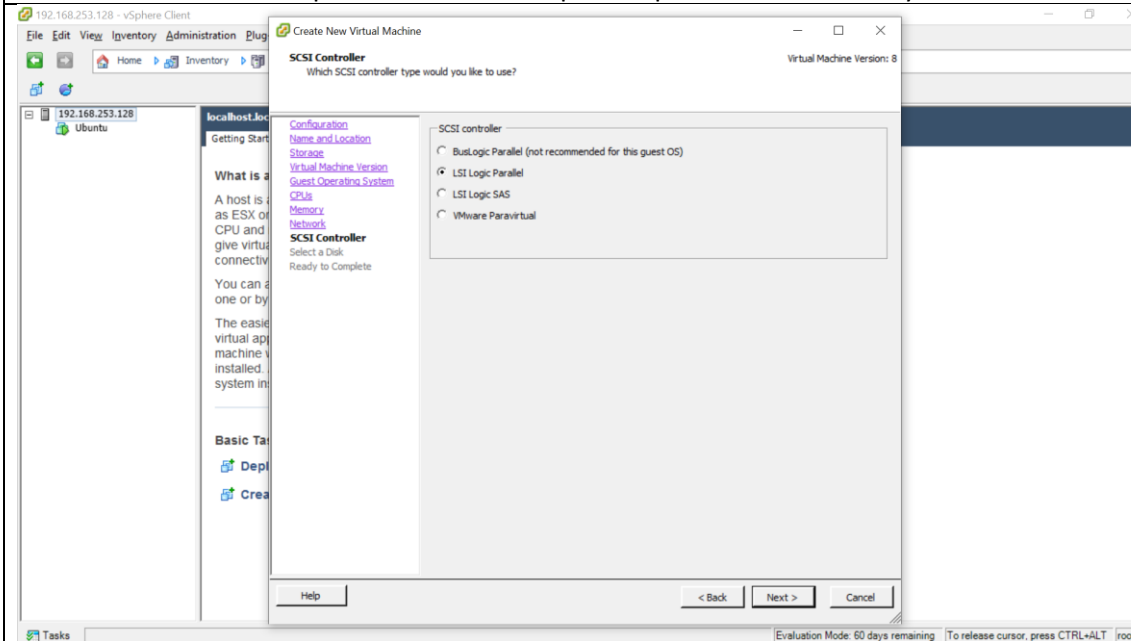 192.168.253.128 - vSphere Client
File Edit View Inventory Administration Plug
Home Inventory
192.168.253.128
Ubuntu
localhost.loc
Getting Start
What is a
A host is
as ESX or
CPU and
give virtua
connectiv
You can a
one or by
The easie
virtual app
machine
installed.
system in
Basic Ta
Depl
Crea
Create New Virtual Machine
SCSI Controller
Which SCSI controller type would you like to use?
Virtual Machine Version: 8
Configuration
Name and Location
Storage
Virtual Machine Version
Guest Operating System
CPUs
Memory
Network
SCSI Controller
Select a Disk
Ready to Complete
SCSI controller
BusLogic Parallel (not recommended for this guest OS)
LSI Logic Parallel
LSI Logic SAS
VMware Paravirtual
Help
< Back
Next >
Cancel
Tasks
Evaluation Mode: 60 days remaining
To release cursor, press CTRL+ALT
roo